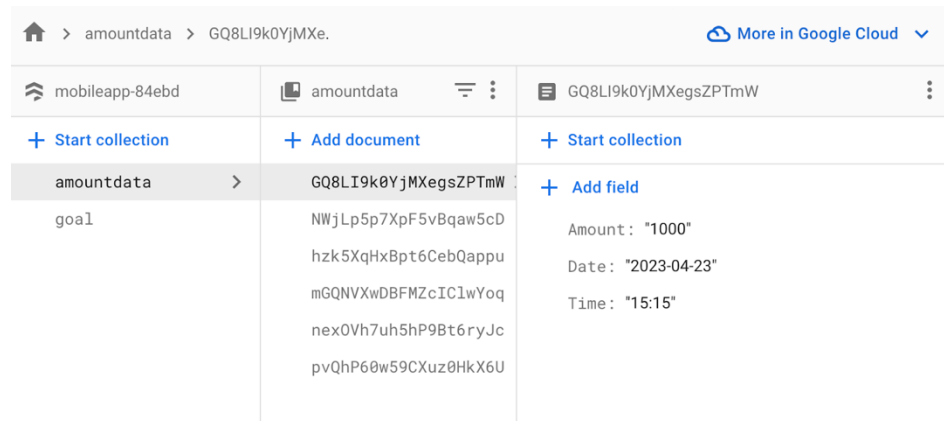 amountdata > GQ8LI9k0YjMXe.
More in Google Cloud
mobileapp-84ebd
amountdata
GQ8LI9k0YjMXegsZPTmW
+ Start collection
+ Add document
+ Start collection
amountdata
GQ8LI9k0YjMXegsZPTmW
+ Add field
goal
NWjLp5p7XpF5vBqaw5cD
Amount: "1000"
hzk5XqHxBpt6CebQappu
Date: "2023-04-23"
mGQNVXwDBFMZcIClwYoq
Time: "15:15"
nexOVh7uh5hP9Bt6ryJc
pvQhP60w59CXuz0HkX6U